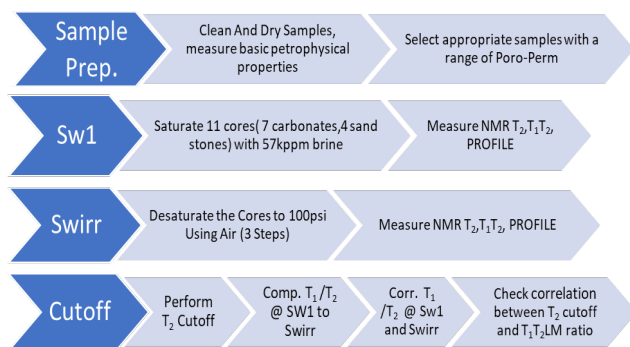 Sample
Prep.
Clean And Dry Samples,
measure basic petrophysical
properties
Select appropriate samples with a
range of Poro-Perm
Sw1
Saturate 11 cores( 7 carbonates,4 sand
stones) with 57kppm brine
Measure NMR T₂,T₁T₂,
PROFILE
Swirr
Desaturate the Cores to 100psi
Using Air (3 Steps)
Measure NMR T₂,T₁T₂, PROFILE
Cutoff
Perform
T₂ Cutoff
Comp. T₁ /T₂
@ SW1 to
Swirr
Corr. T₁
/T₂ @ Sw1
and Swirr
Check correlation
between T₂ cutoff
and T₁T₂LM ratio